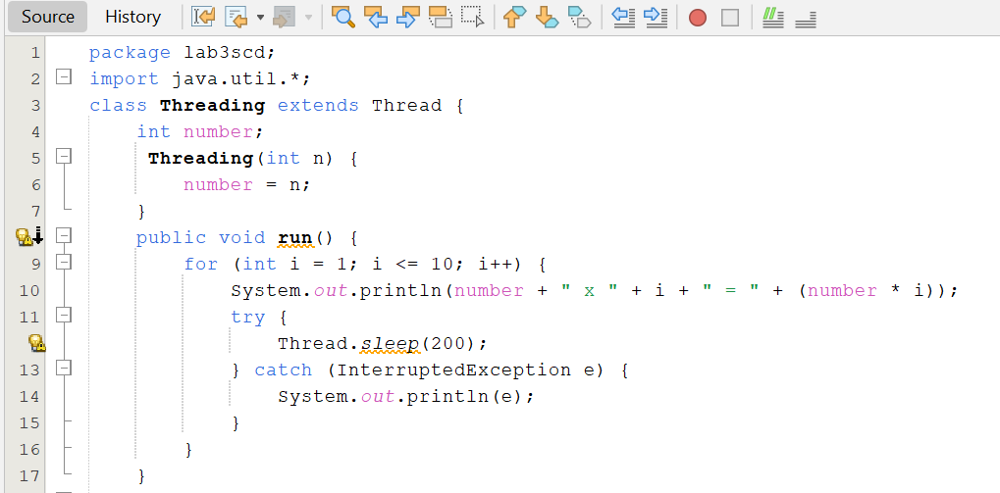 Source History
1 package lab3scd;
2 import java.util.*;
3 class Threading extends Thread {
4 int number;
5 Threading(int n) {
6 number = n;
7 }
public void run() {
9 for (int i = 1; i <= 10; i++) {
10 System.out.println(number + " x " + i + " = " + (number * i));
11 try {
Thread.sleep(200);
13 } catch (InterruptedException e) {
14 System.out.println(e);
15 }
16 }
17 }